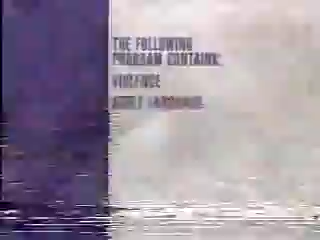 THE FOLLOWING
PROGRAM CONTAINS:
VIOLENCE
ADULT LANGUAGE